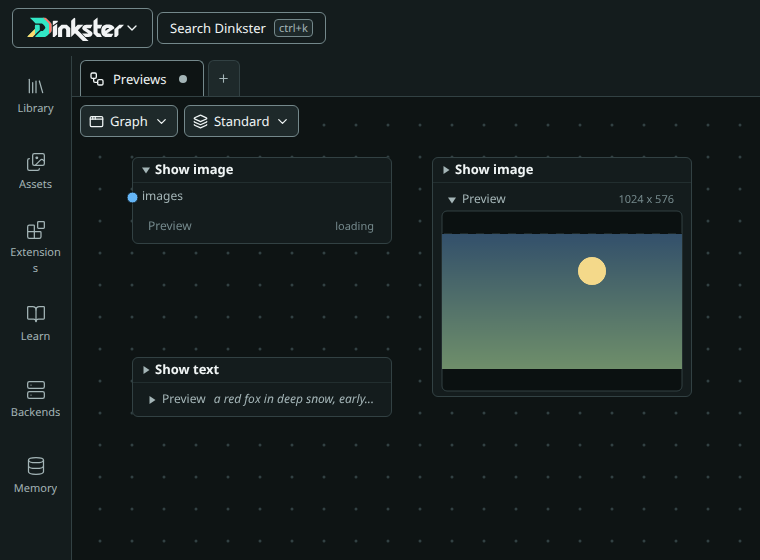 Dinkster
Search Dinkster ctrl+k
Library
Assets
Extension
s
Learn
Backends
Memory
Previews
+
Graph
Standard
Show image
images
Preview loading
Show text
Preview a red fox in deep snow, early...
Show image
Preview 1024 x 576